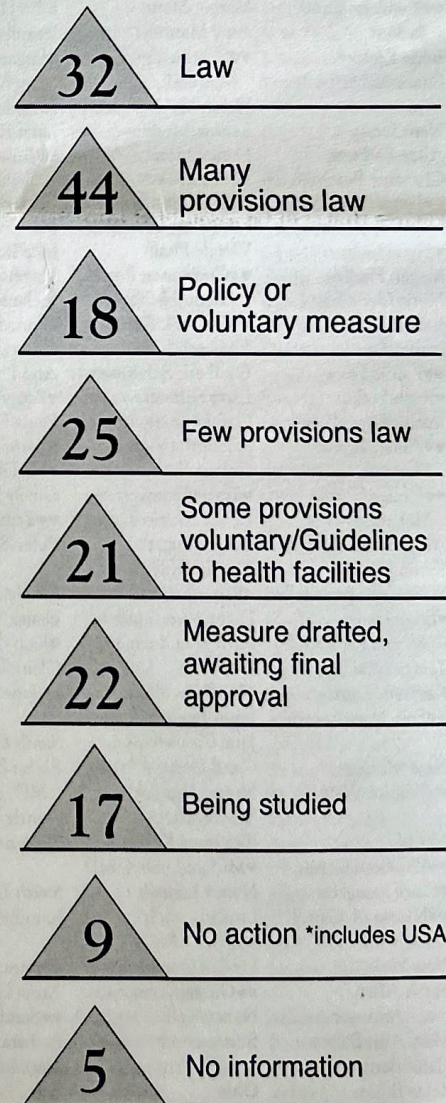 32 Law
44 Many
provisions law
18 Policy or
voluntary measure
25 Few provisions law
21 Some provisions
voluntary/Guidelines
to health facilities
22 Measure drafted,
awaiting final
approval
17 Being studied
9 No action *includes USA
5 No information